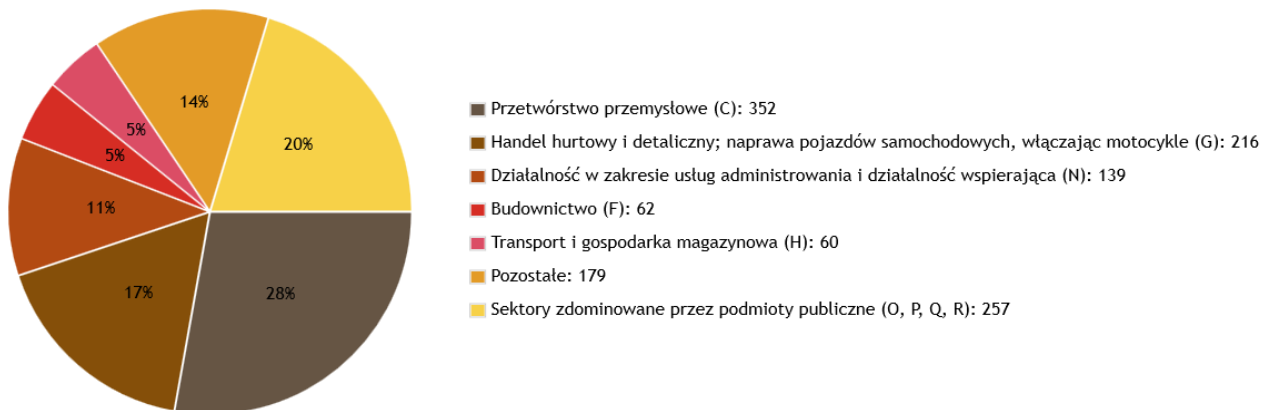 14%
20%
5%
5%
11%
17%
28%
Przetwórstwo przemysłowe (C): 352
Handel hurtowy i detaliczny; naprawa pojazdów samochodowych, włączając motocykle (G): 216
Działalność w zakresie usług administrowania i działalność wspierająca (N): 139
Budownictwo (F): 62
Transport i gospodarka magazynowa (H): 60
Pozostałe: 179
Sektory zdominowane przez podmioty publiczne (O, P, Q, R): 257